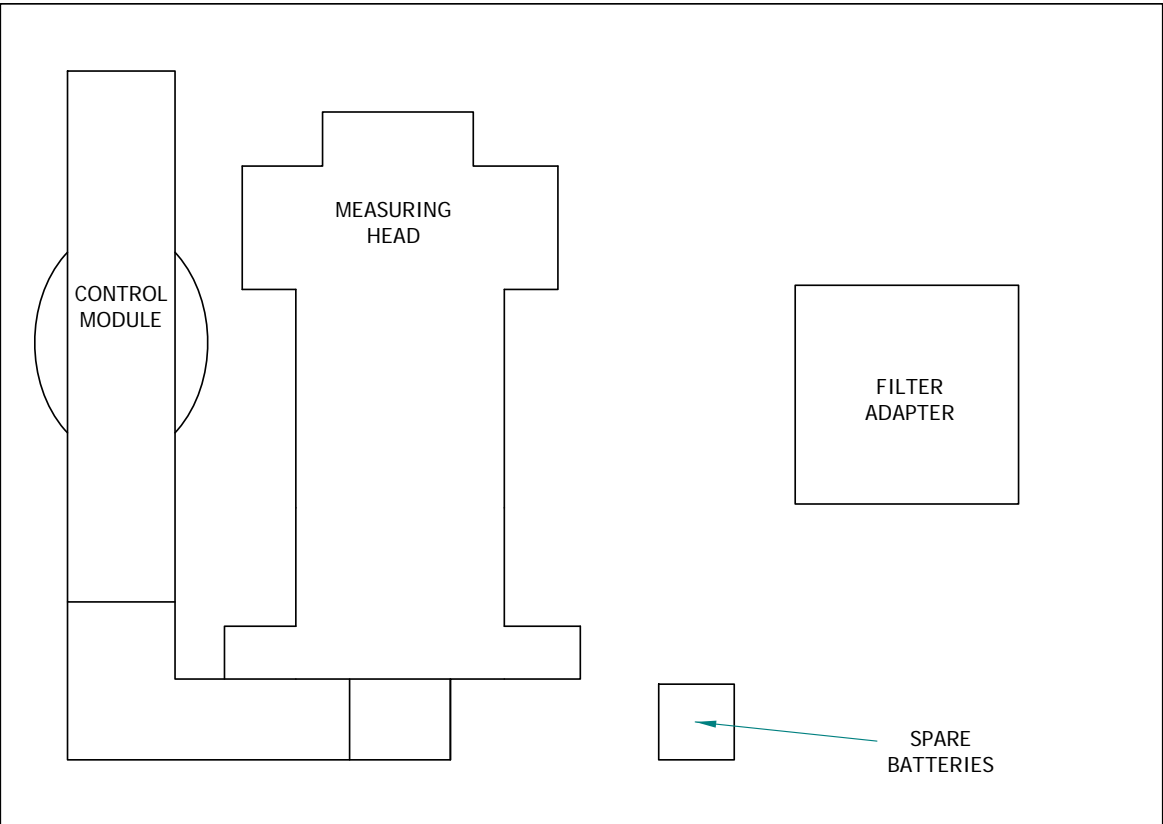 MEASURING
HEAD
CONTROL
MODULE
FILTER
ADAPTER
SPARE
BATTERIES